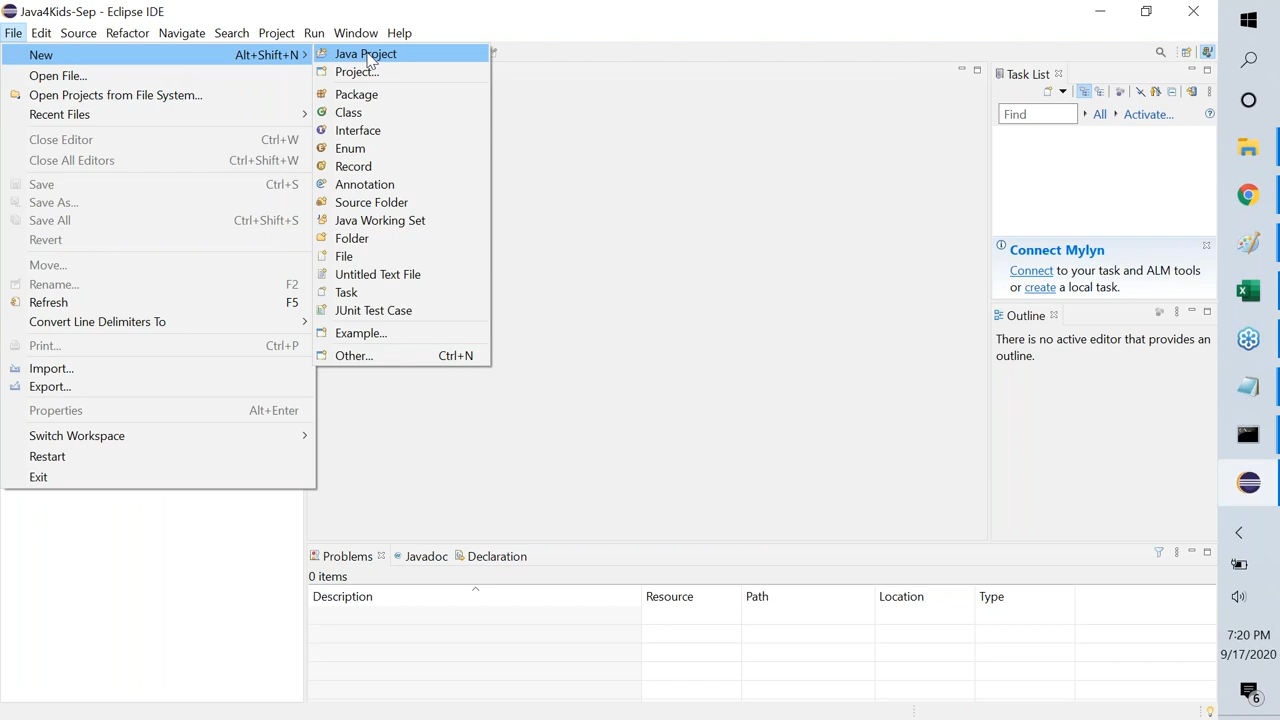 Java4Kids-Sep - Eclipse IDE
File Edit Source Refactor Navigate Search Project Run Window Help
New Alt+Shift+N
Open File...
Open Projects from File System...
Recent Files
Close Editor Ctrl+W
Close All Editors Ctrl+Shift+W
Save Ctrl+S
Save As...
Save All Ctrl+Shift+S
Revert
Move...
Rename... F2
Refresh F5
Convert Line Delimiters To
Print... Ctrl+P
Import...
Export...
Properties Alt+Enter
Switch Workspace
Restart
Exit
Java Project
Project...
Package
Class
Interface
Enum
Record
Annotation
Source Folder
Java Working Set
Folder
File
Untitled Text File
Task
JUnit Test Case
Example...
Other... Ctrl+N
Task List
Find All Activate...
Connect Mylyn
Connect to your task and ALM tools
or create a local task.
Outline
There is no active editor that provides an
outline.
Problems Javadoc Declaration
0 items
Description Resource Path Location Type
7:20 PM
9/17/2020
6